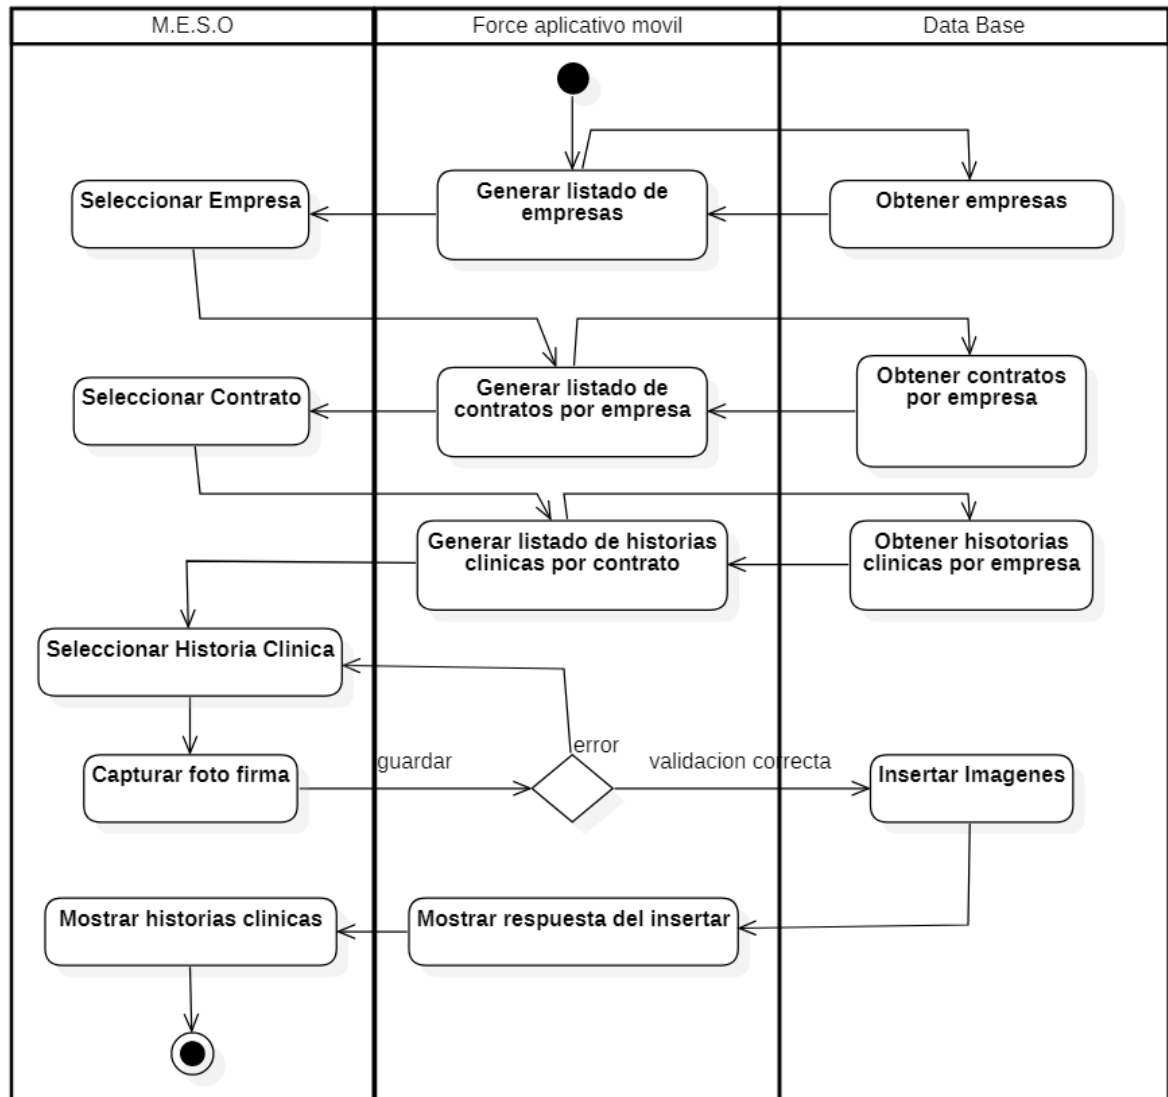 M.E.S.O
Force aplicativo movil
Data Base
Seleccionar Empresa
Generar listado de
empresas
Obtener empresas
Seleccionar Contrato
Generar listado de
contratos por empresa
Obtener contratos
por empresa
Generar listado de historias
clinicas por contrato
Obtener hisotorias
clinicas por empresa
Seleccionar Historia Clinica
error
Capturar foto firma
guardar
validacion correcta
Insertar Imagenes
Mostrar historias clinicas
Mostrar respuesta del insertar